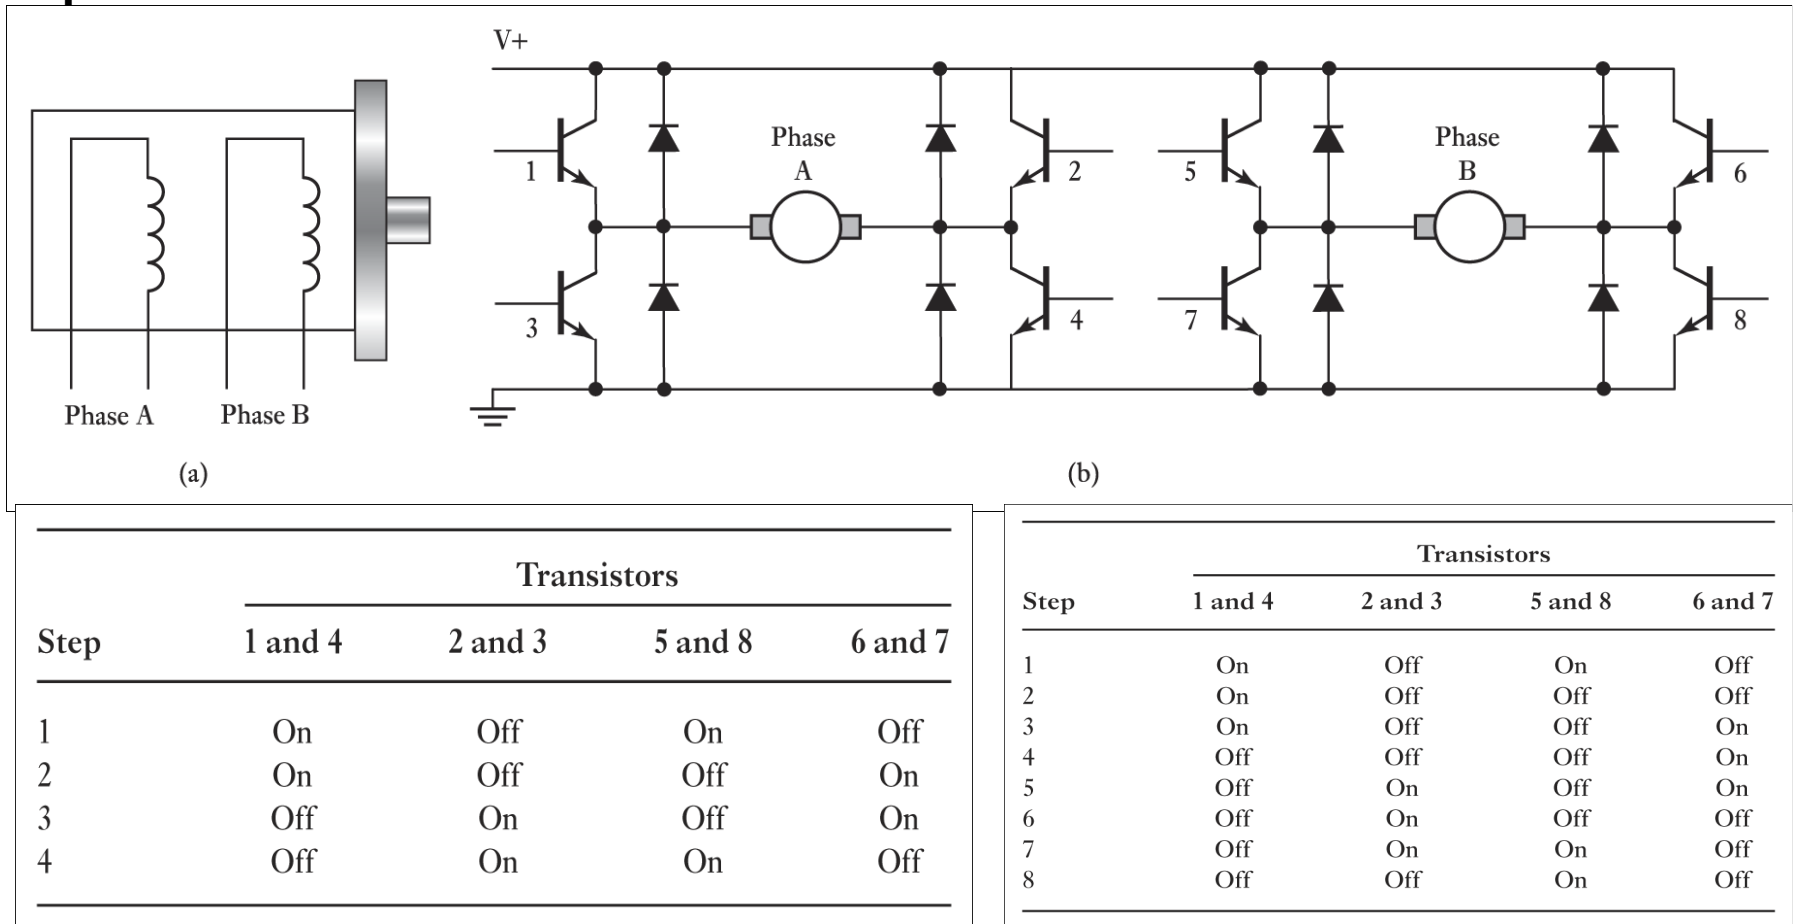 V+
Phase
A
Phase
B
1
2
5
6
3
4
7
8
Phase A Phase B
(a)
(b)
Transistors
Step 1 and 4 2 and 3 5 and 8 6 and 7
1 On Off On Off
2 On Off Off On
3 Off On Off On
4 Off On On Off
Transistors
Step 1 and 4 2 and 3 5 and 8 6 and 7
1 On Off On Off
2 On Off Off Off
3 On Off Off On
4 Off Off Off On
5 Off On Off On
6 Off On Off Off
7 Off On On Off
8 Off Off On Off